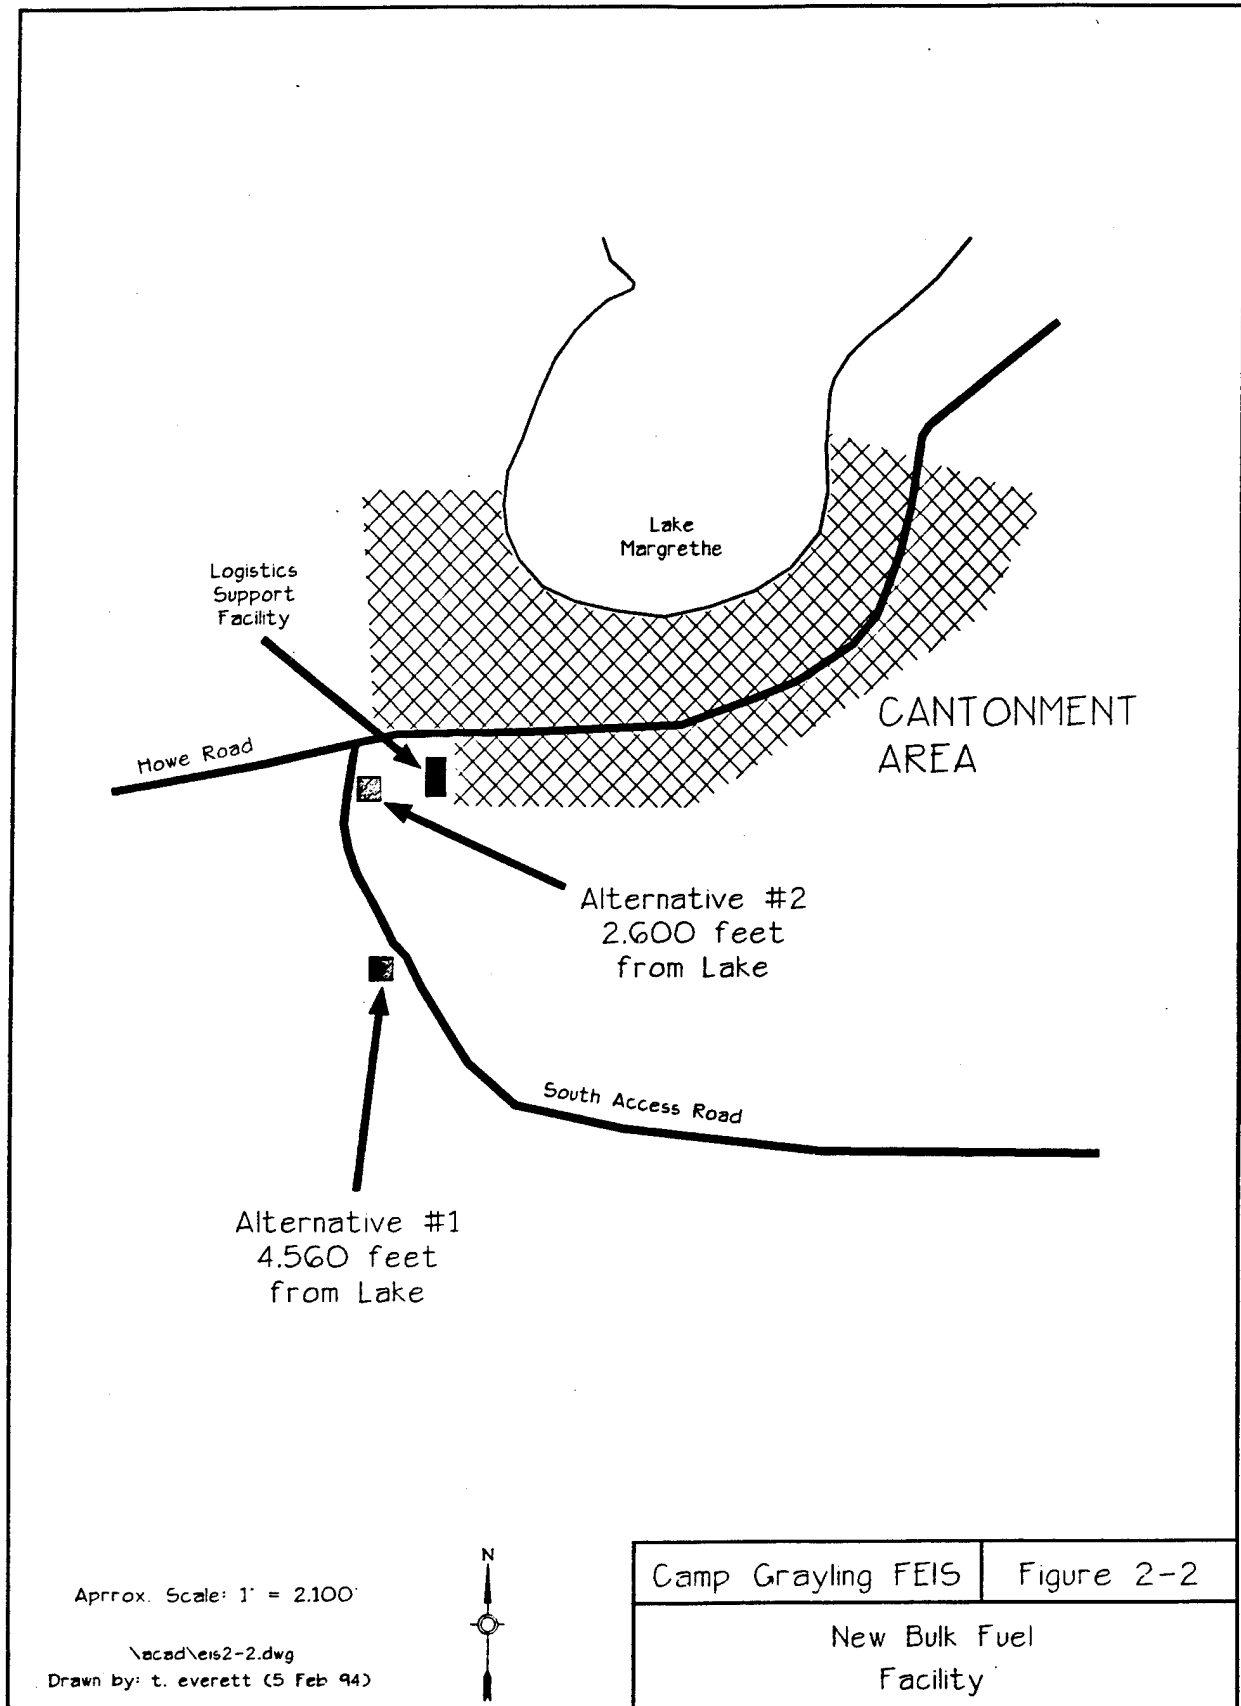 Lake
Margrethe
Logistics
Support
Facility
CANTONMENT
AREA
Howe Road
Alternative #2
2.600 feet
from Lake
South Access Road
Alternative #1
4.560 feet
from Lake
N
Aprrox. Scale: 1" = 2.100'
\acad\eis2-2.dwg
Drawn by: t. everett (5 Feb 94)
Camp Grayling FEIS
Figure 2-2
New Bulk Fuel
Facility